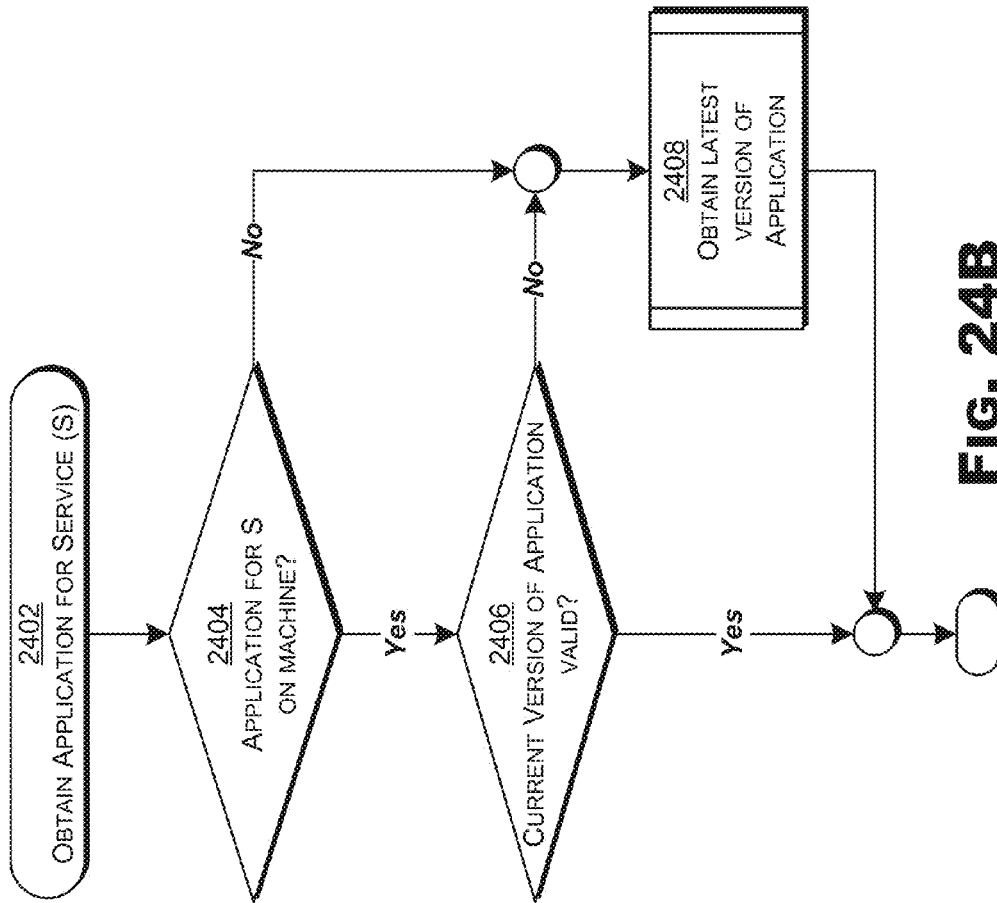 2402
OBTAIN APPLICATION FOR SERVICE (S)
2404
APPLICATION FOR S
ON MACHINE?
No
Yes
2406
CURRENT VERSION OF APPLICATION
VALID?
No
Yes
2408
OBTAIN LATEST
VERSION OF
APPLICATION
FIG. 24B